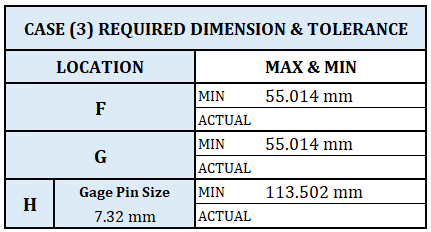 CASE (3) REQUIRED DIMENSION & TOLERANCE
LOCATION MAX & MIN
F MIN 55.014 mm
ACTUAL
G MIN 55.014 mm
ACTUAL
H Gage Pin Size MIN 113.502 mm
7.32 mm ACTUAL